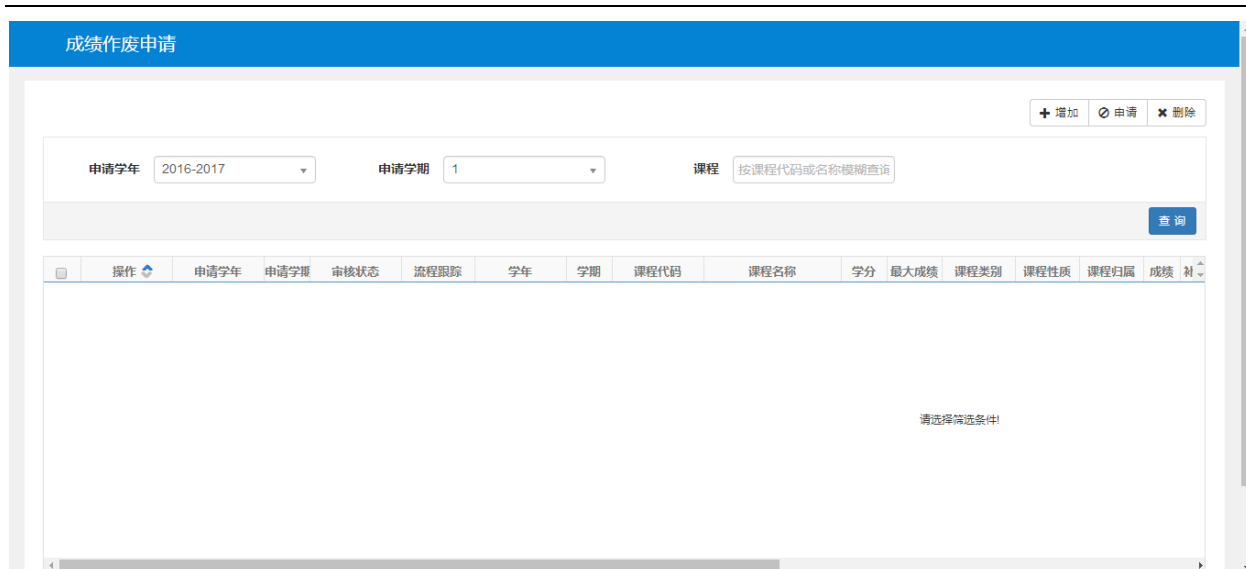 成绩作废申请
增加 申请 删除
申请学年 2016-2017 申请学期 1 课程 按课程代码或名称模糊查询
查 询
操作 申请学年 申请学期 审核状态 流程跟踪 学年 学期 课程代码 课程名称 学分 最大成绩 课程类别 课程性质 课程归属 成绩
请选择筛选条件!